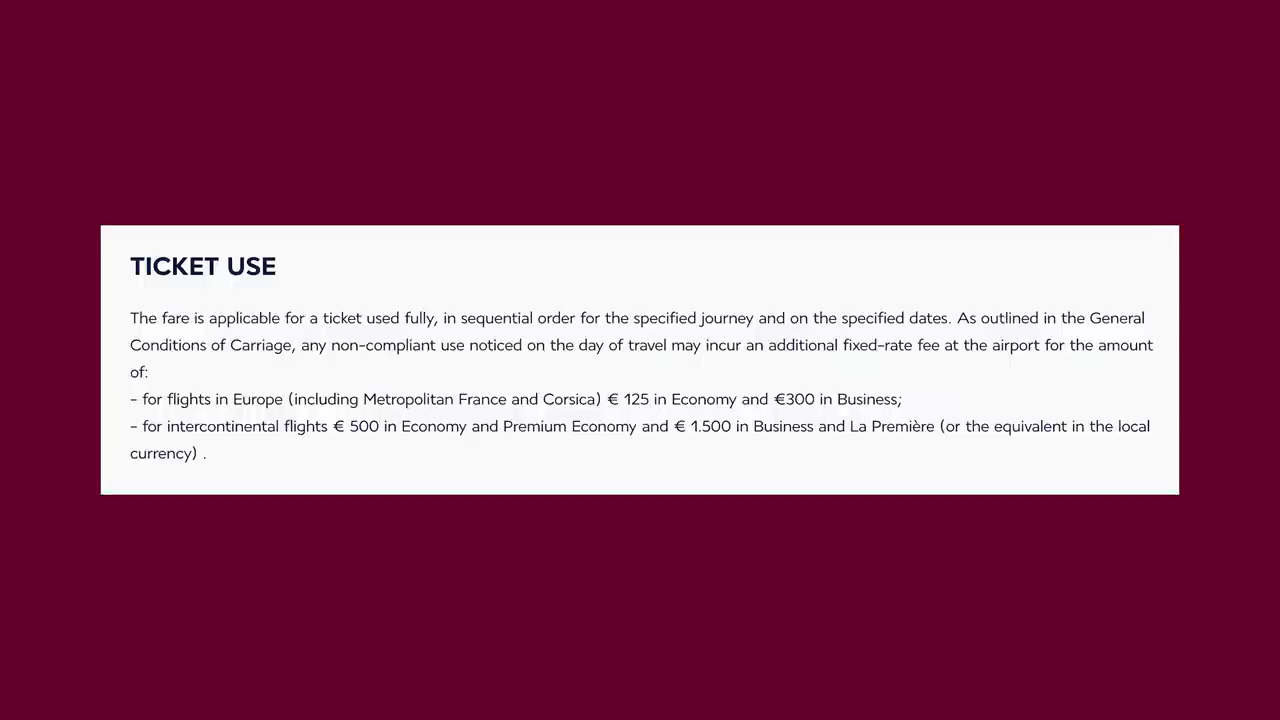 TICKET USE
The fare is applicable for a ticket used fully, in sequential order for the specified journey and on the specified dates. As outlined in the General
Conditions of Carriage, any non-compliant use noticed on the day of travel may incur an additional fixed-rate fee at the airport for the amount
of:
- for flights in Europe (including Metropolitan France and Corsica) € 125 in Economy and €300 in Business;
- for intercontinental flights € 500 in Economy and Premium Economy and € 1.500 in Business and La Première (or the equivalent in the local
currency) .